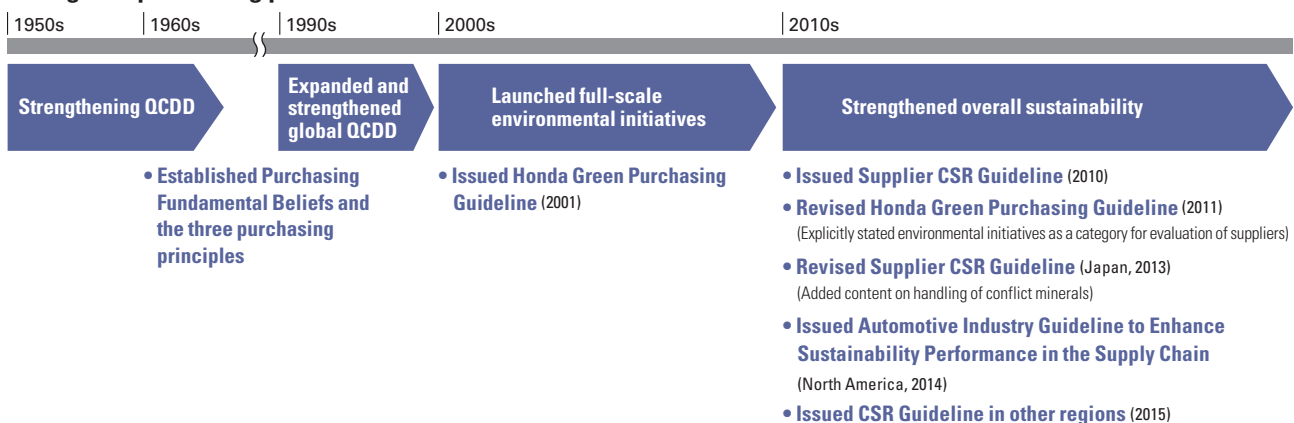 1950s
1960s
1990s
2000s
2010s
Strengthening QCDD
Expanded and
strengthened
global QCDD
Launched full-scale
environmental initiatives
Strengthened overall sustainability
• Established Purchasing
Fundamental Beliefs and
the three purchasing
principles
• Issued Honda Green Purchasing
Guideline (2001)
• Issued Supplier CSR Guideline (2010)
• Revised Honda Green Purchasing Guideline (2011)
(Explicitly stated environmental initiatives as a category for evaluation of suppliers)
• Revised Supplier CSR Guideline (Japan, 2013)
(Added content on handling of conflict minerals)
• Issued Automotive Industry Guideline to Enhance
Sustainability Performance in the Supply Chain
(North America, 2014)
• Issued CSR Guideline in other regions (2015)